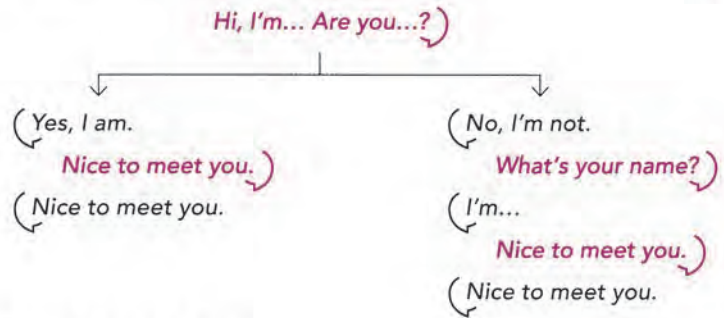 Hi, I'm... Are you...?
Yes, I am.
Nice to meet you.
Nice to meet you.
No, I'm not.
What's your name?
I'm...
Nice to meet you.
Nice to meet you.